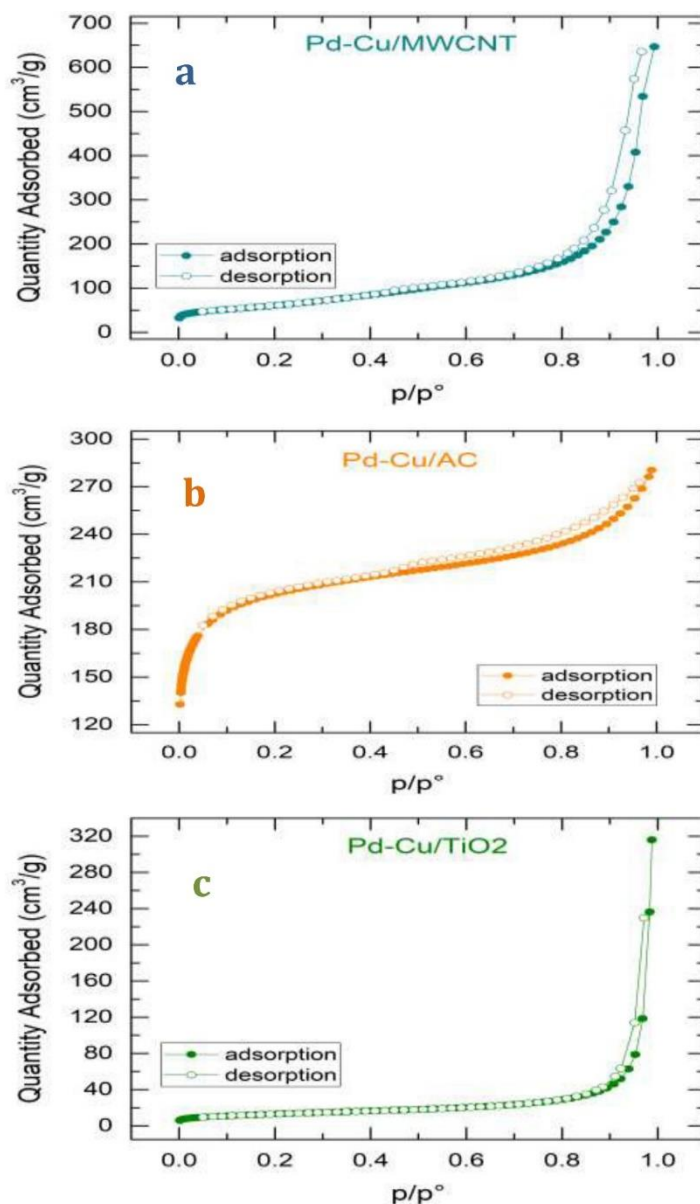 700
600
500
400
300
200
100
0
Quantity Adsorbed (cm³/g)
Pd-Cu/MWCNT
a
adsorption
desorption
0.0 0.2 0.4 0.6 0.8 1.0
p/p°
300
270
240
210
180
150
120
Quantity Adsorbed (cm³/g)
Pd-Cu/AC
b
adsorption
desorption
0.0 0.2 0.4 0.6 0.8 1.0
p/p°
320
280
240
200
160
120
80
40
0
Quantity Adsorbed (cm³/g)
Pd-Cu/TiO2
c
adsorption
desorption
0.0 0.2 0.4 0.6 0.8 1.0
p/p°